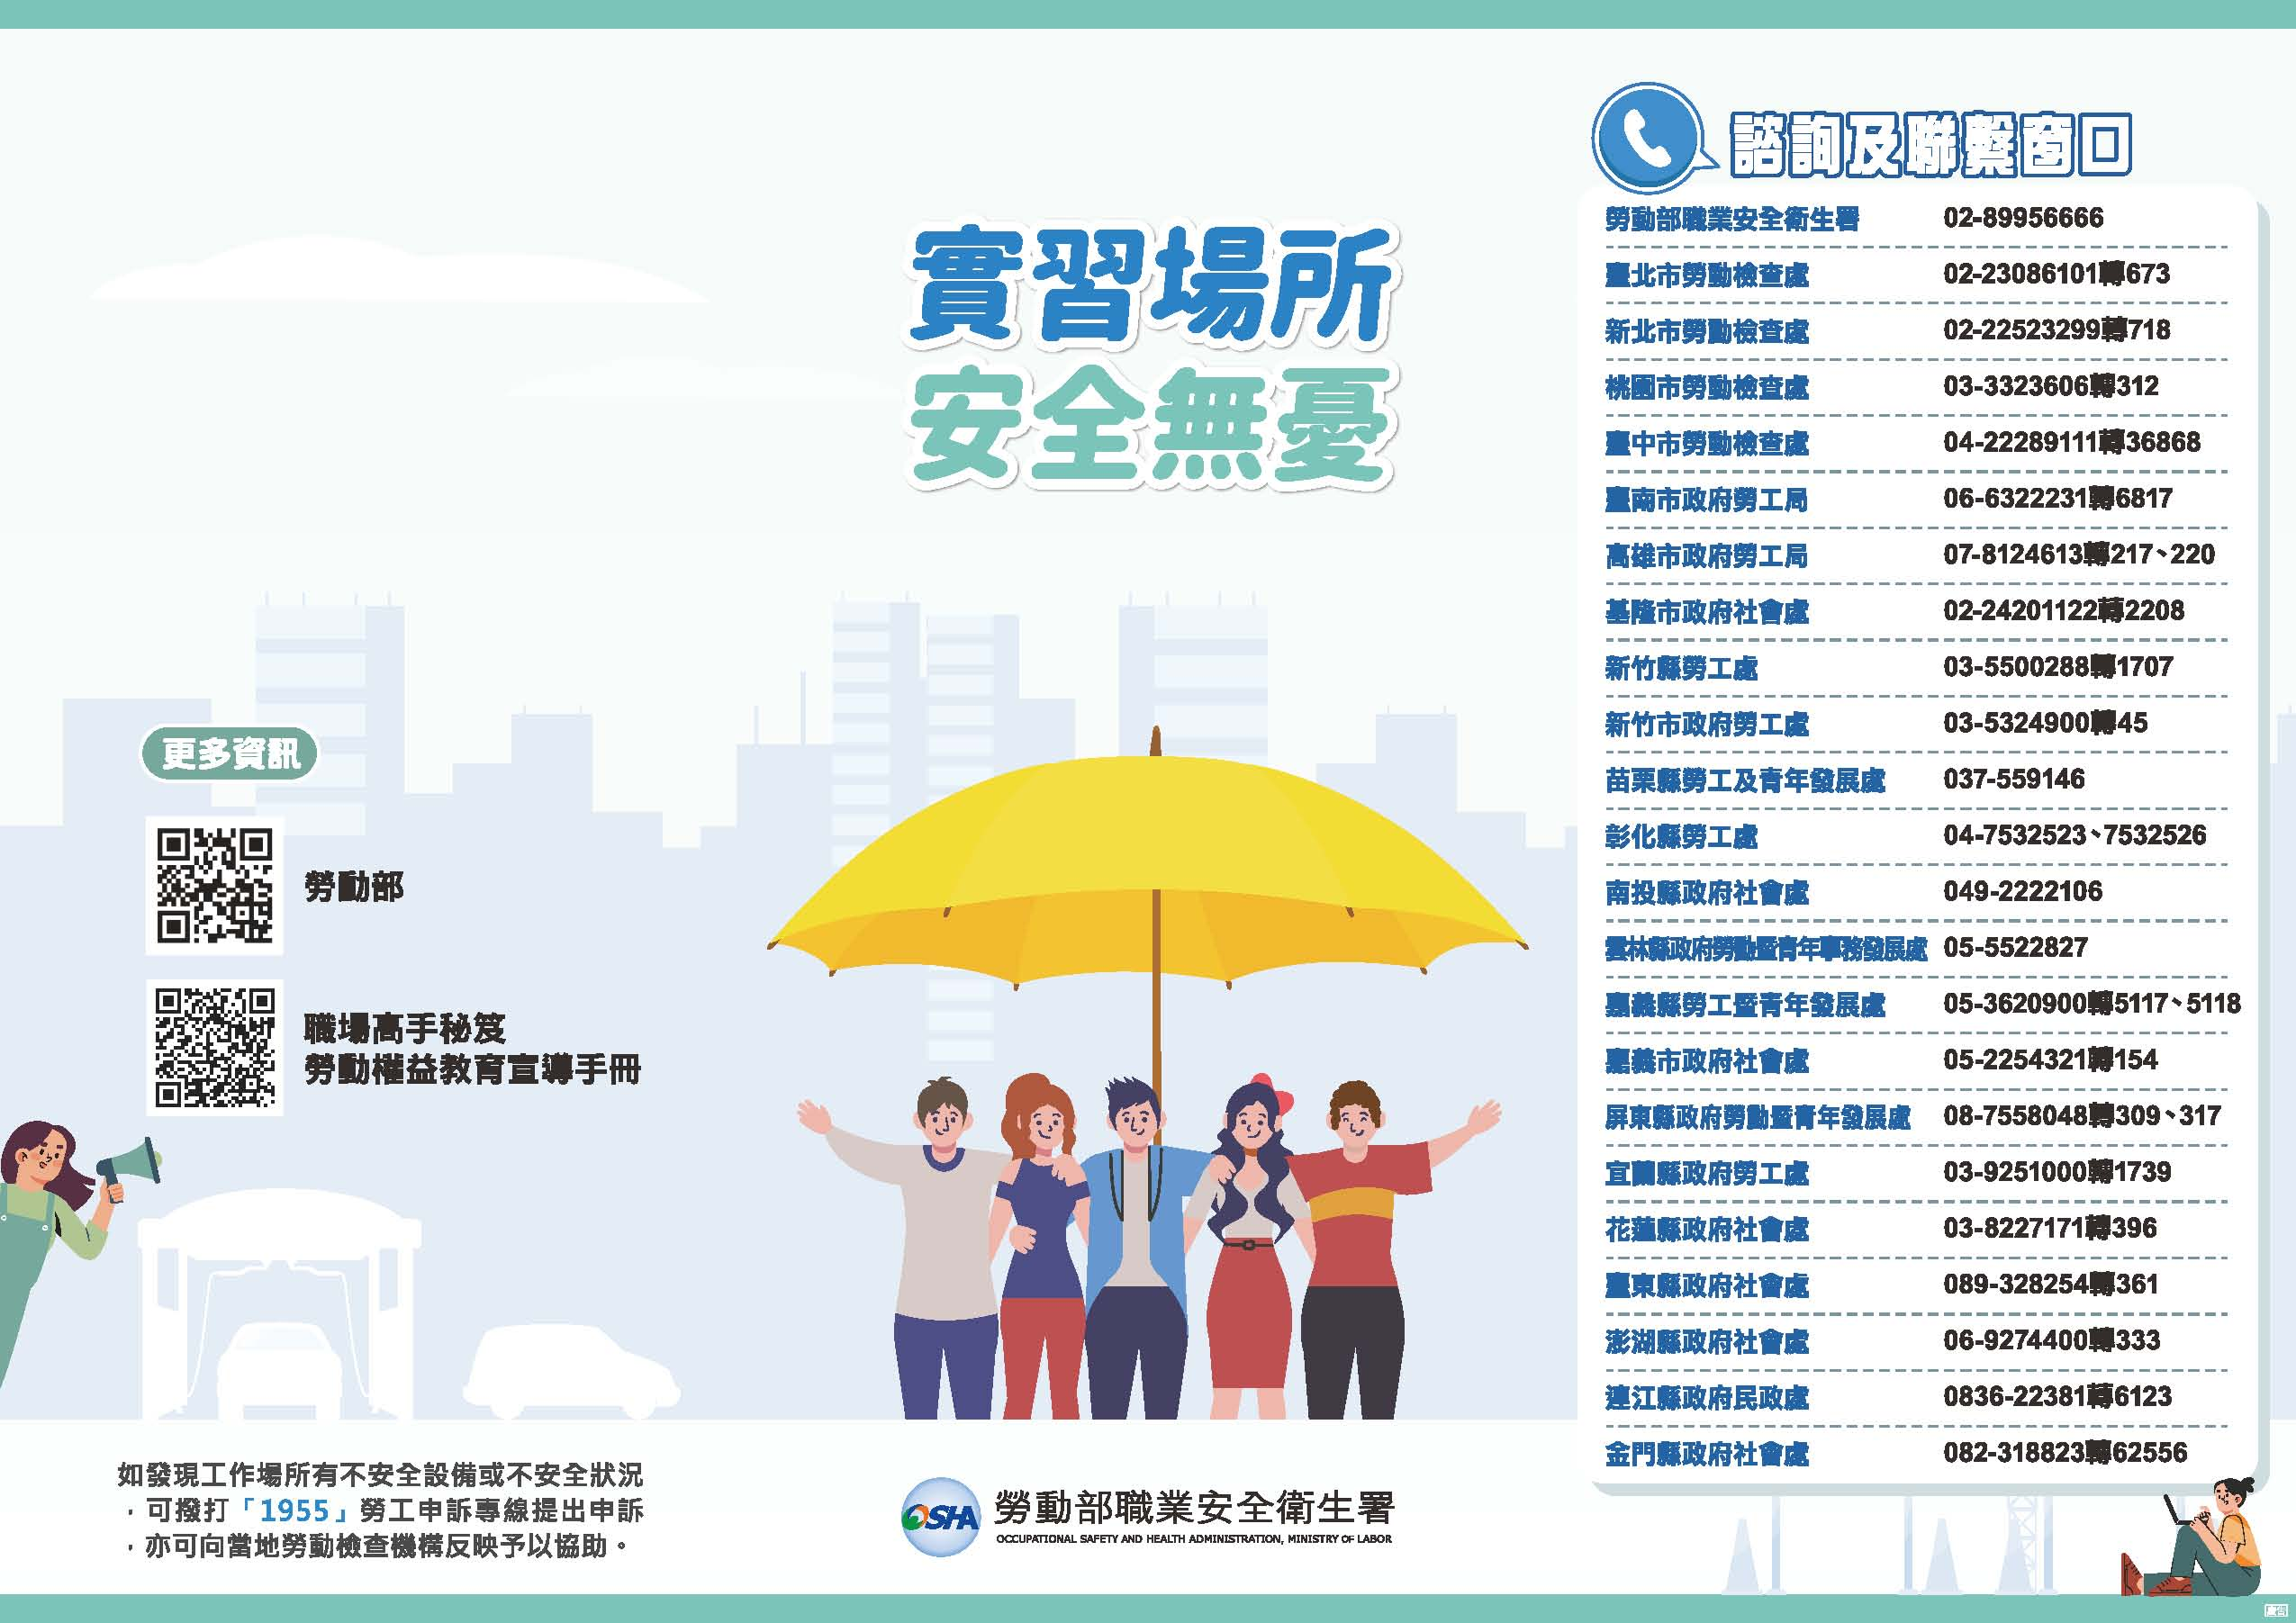 實習場所
安全無憂
更多資訊
勞動部
職場高手秘笈
勞動權益教育宣導手冊
如發現工作場所有不安全設備或不安全狀況
，可撥打「1955」勞工申訴專線提出申訴
，亦可向當地勞動檢查機構反映予以協助。
OSHA
勞動部職業安全衛生署
OCCUPATIONAL SAFETY AND HEALTH ADMINISTRATION, MINISTRY OF LABOR
諮詢及聯繫窗口
勞動部職業安全衛生署 02-89956666
臺北市勞動檢查處 02-23086101轉673
新北市勞動檢查處 02-22523299轉718
桃園市勞動檢查處 03-3323606轉312
臺中市勞動檢查處 04-22289111轉36868
臺南市政府勞工局 06-6322231轉6817
高雄市政府勞工局 07-8124613轉217、220
基隆市政府社會處 02-24201122轉2208
新竹縣勞工處 03-5500288轉1707
新竹市政府勞工處 03-5324900轉45
苗栗縣勞工及青年發展處 037-559146
彰化縣勞工處 04-7532523、7532526
南投縣政府社會處 049-2222106
雲林縣政府勞動暨青年事務發展處 05-5522827
嘉義縣勞工暨青年發展處 05-3620900轉5117、5118
嘉義市政府社會處 05-2254321轉154
屏東縣政府勞動暨青年發展處 08-7558048轉309、317
宜蘭縣政府勞工處 03-9251000轉1739
花蓮縣政府社會處 03-8227171轉396
臺東縣政府社會處 089-328254轉361
澎湖縣政府社會處 06-9274400轉333
連江縣政府民政處 0836-22381轉6123
金門縣政府社會處 082-318823轉62556
廣告